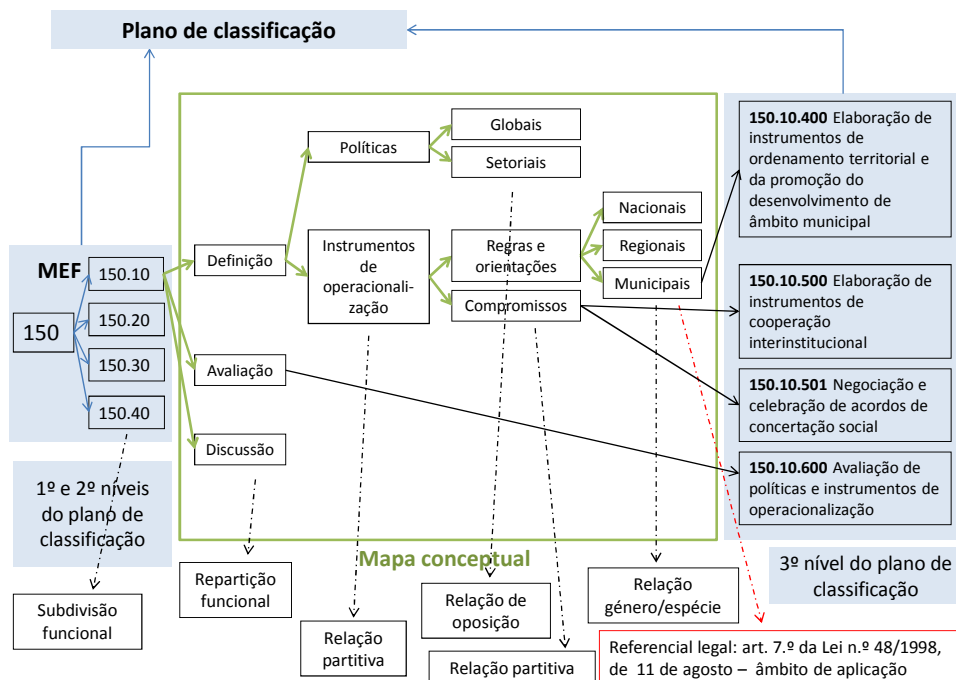 Plano de classificação
MEF
150
150.10
150.20
150.30
150.40
1º e 2º níveis
do plano de
classificação
Subdivisão
funcional
Definição
Avaliação
Discussão
Políticas
Instrumentos
de
operacionali-
zação
Globais
Setoriais
Regras e
orientações
Compromissos
Nacionais
Regionais
Municipais
Mapa conceptual
Repartição
funcional
Relação
partitiva
Relação de
oposição
Relação partitiva
Relação
género/espécie
150.10.400 Elaboração de
instrumentos de
ordenamento territorial e
da promoção do
desenvolvimento de
âmbito municipal
150.10.500 Elaboração de
instrumentos de
cooperação
interinstitucional
150.10.501 Negociação e
celebração de acordos de
concertação social
150.10.600 Avaliação de
políticas e instrumentos de
operacionalização
3º nível do plano de
classificação
Referencial legal: art. 7.º da Lei n.º 48/1998,
de 11 de agosto – âmbito de aplicação